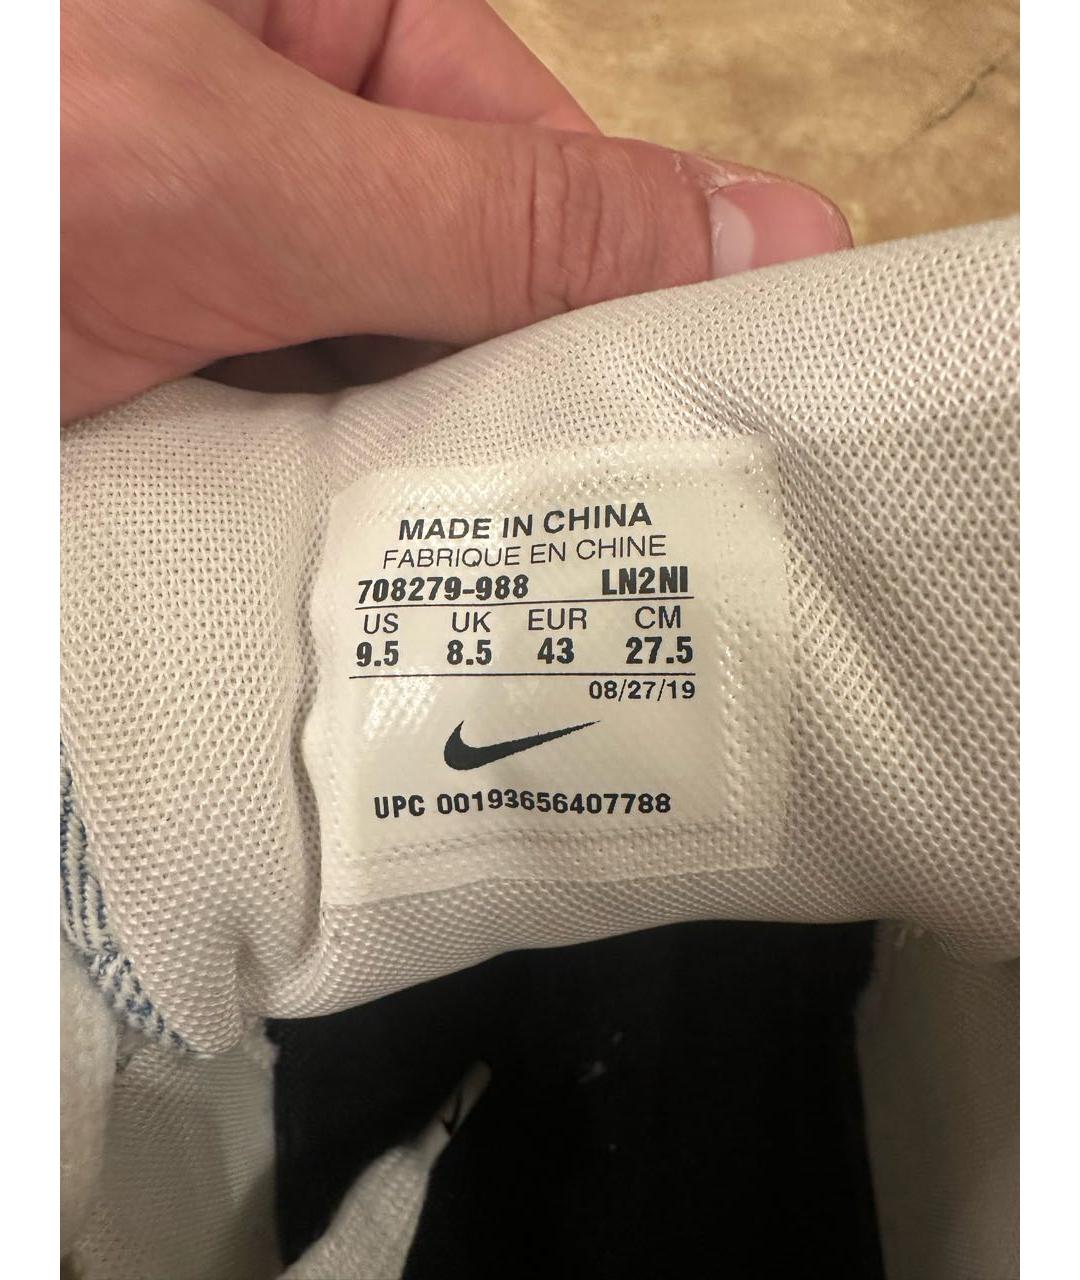 MADE IN CHINA
FABRIQUE EN CHINE
708279-988 LN2NI
US UK EUR CM
9.5 8.5 43 27.5
08/27/19
UPC 00193656407788